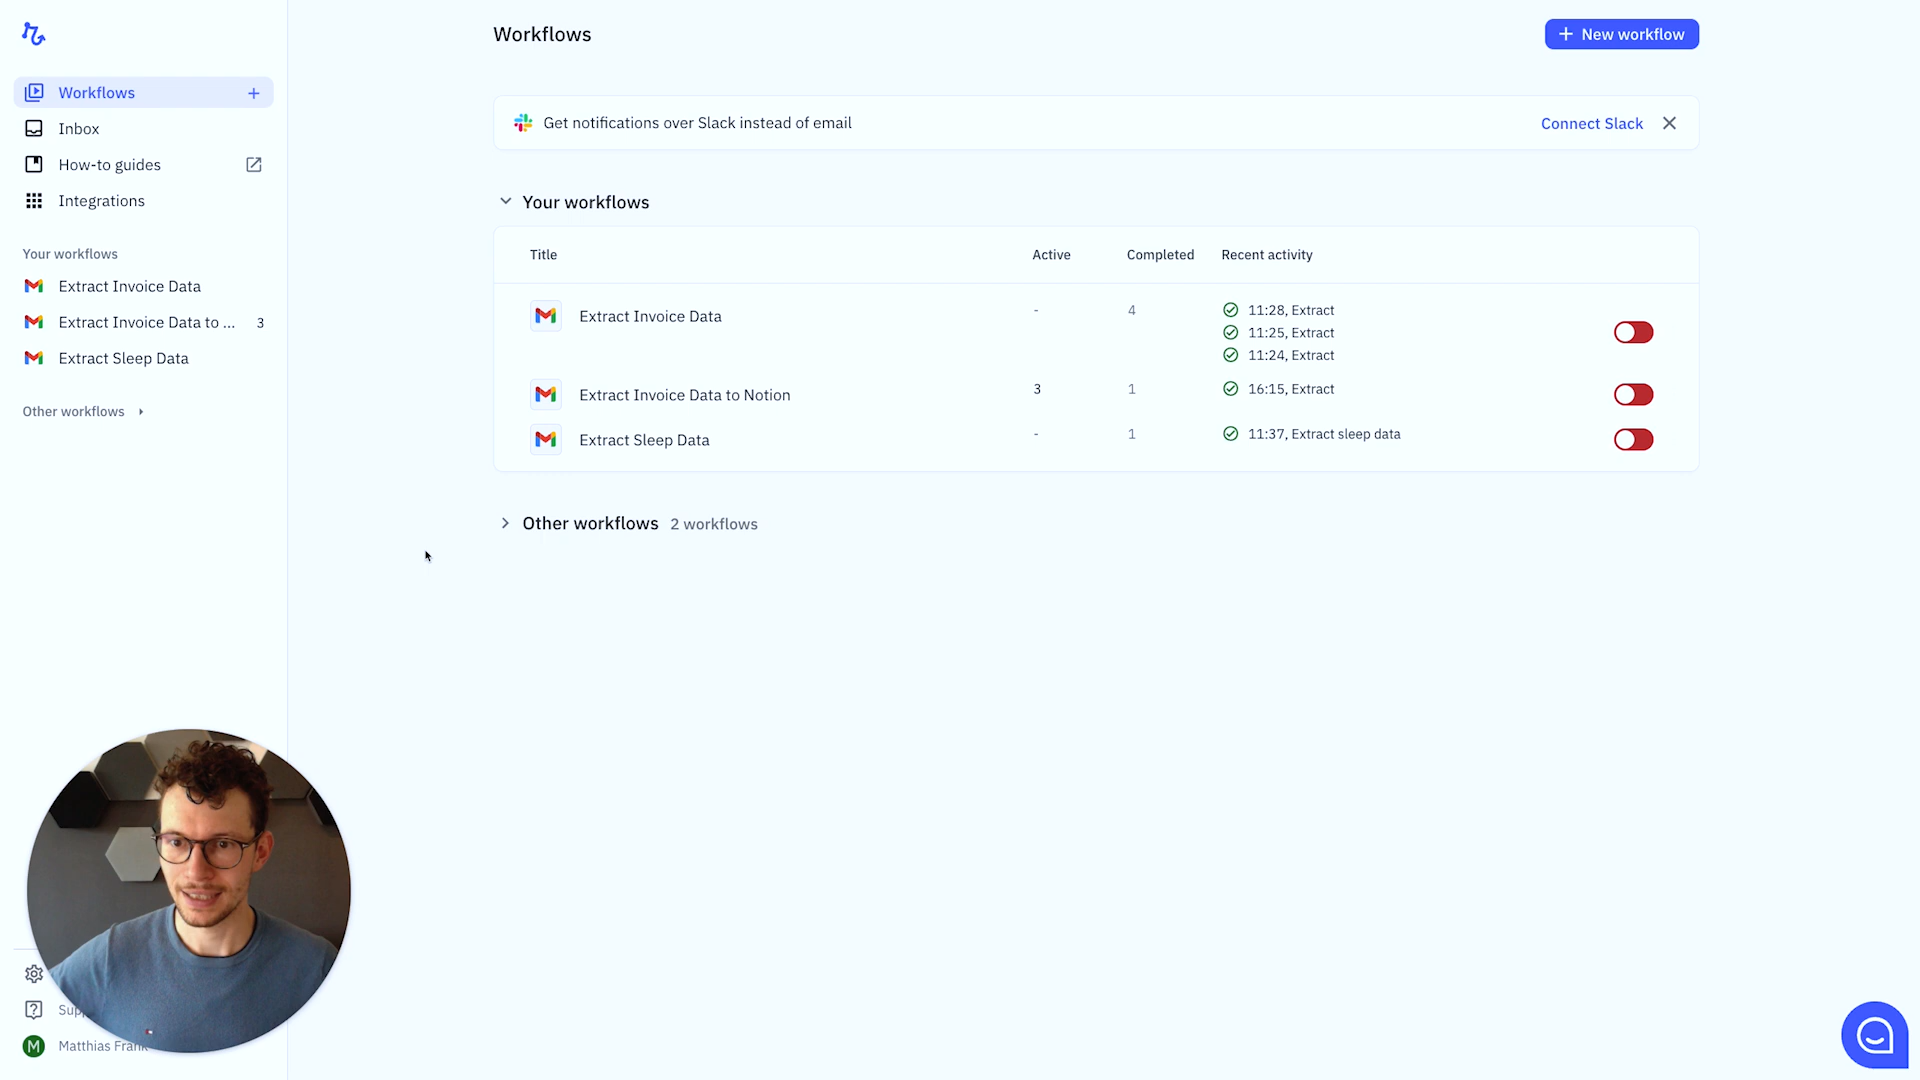 Workflows
Inbox
How-to guides
Integrations
Your workflows
Extract Invoice Data
Extract Invoice Data to ... 3
Extract Sleep Data
Other workflows
M Matthias Frank
Workflows
+ New workflow
Get notifications over Slack instead of email
Connect Slack
Your workflows
Title Active Completed Recent activity
Extract Invoice Data - 4 11:28, Extract
11:25, Extract
11:24, Extract
Extract Invoice Data to Notion 3 1 16:15, Extract
Extract Sleep Data - 1 11:37, Extract sleep data
Other workflows 2 workflows